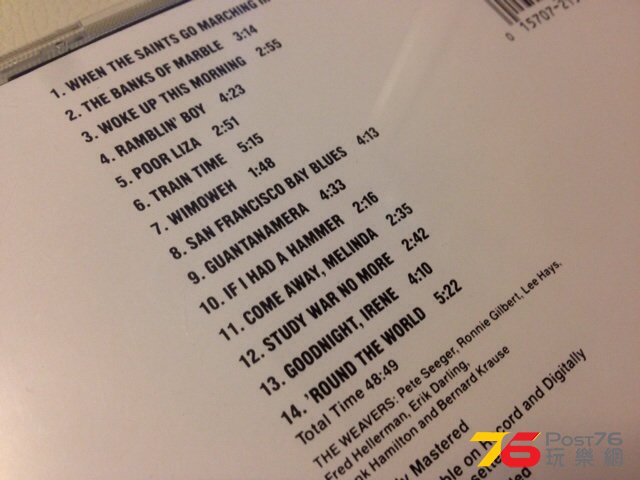 1. WHEN THE SAINTS GO MARCHING
2. THE BANKS OF MARBLE 3:14
3. WOKE UP THIS MORNING 2:55
4. RAMBLIN' BOY 4:23
5. POOR LIZA 2:51
6. TRAIN TIME 5:15
7. WIMOWEH 1:48
8. SAN FRANCISCO BAY BLUES 4:13
9. GUANTANAMERA 4:33
10. IF I HAD A HAMMER 2:16
11. COME AWAY, MELINDA 2:35
12. STUDY WAR NO MORE 2:42
13. GOODNIGHT, IRENE 4:10
14. 'ROUND THE WORLD 5:22
Total Time 48:49
THE WEAVERS: Pete Seeger, Ronnie Gilbert, Lee Hays,
Fred Hellerman, Erik Darling,
Hamilton and Bernard Krause
Mastered
on Record and Digitally
0 15707
76 POST76
玩樂網